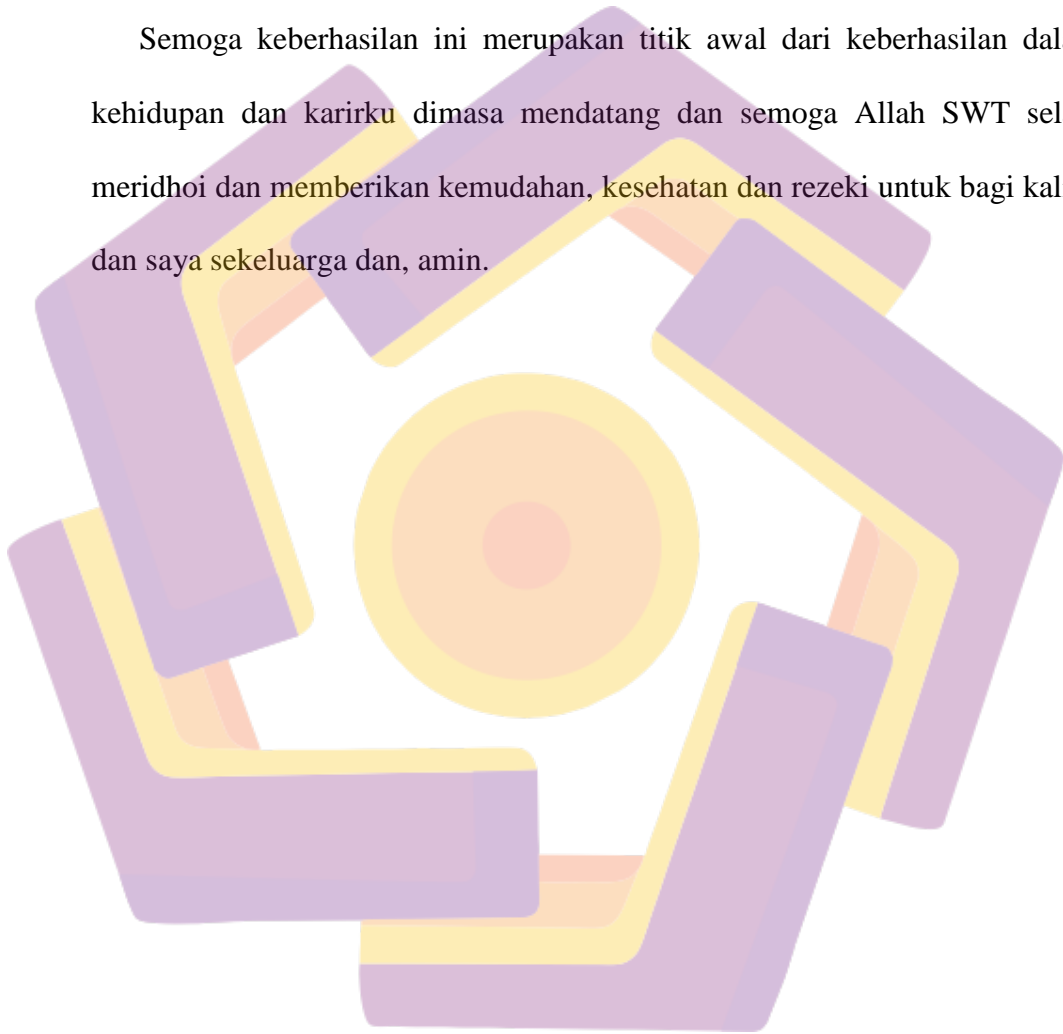 Semoga keberhasilan ini merupakan titik awal dari keberhasilan dal
kehidupan dan karirku dimasa mendatang dan semoga Allah SWT sel
meridhoi dan memberikan kemudahan, kesehatan dan rezeki untuk bagi kal
dan saya sekeluarga dan, amin.